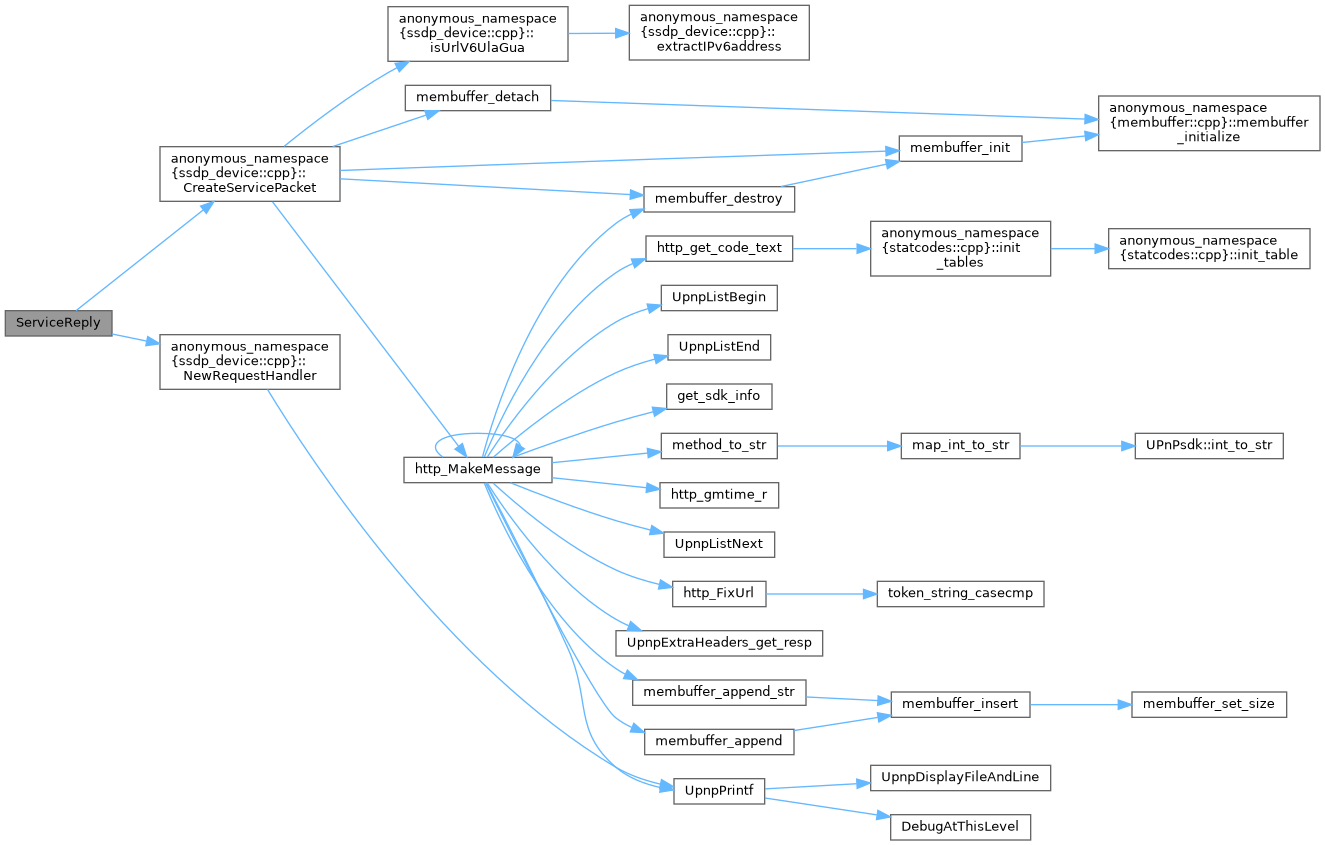 anonymous_namespace
{ssdp_device::cpp}::
isUrlV6UlaGua
anonymous_namespace
{ssdp_device::cpp}::
extractIPv6address
membuffer_detach
anonymous_namespace
{membuffer::cpp}::membuffer
_initialize
membuffer_init
anonymous_namespace
{ssdp_device::cpp}::
CreateServicePacket
membuffer_destroy
http_get_code_text
anonymous_namespace
{statcodes::cpp}::init
_tables
anonymous_namespace
{statcodes::cpp}::init_table
UpnpListBegin
ServiceReply
anonymous_namespace
{ssdp_device::cpp}::
NewRequestHandler
UpnpListEnd
get_sdk_info
method_to_str
map_int_to_str
UPnPsdk::int_to_str
http_MakeMessage
http_gmtime_r
UpnpListNext
http_FixUrl
token_string_casecmp
UpnpExtraHeaders_get_resp
membuffer_append_str
membuffer_insert
membuffer_set_size
membuffer_append
UpnpPrintf
UpnpDisplayFileAndLine
DebugAtThisLevel